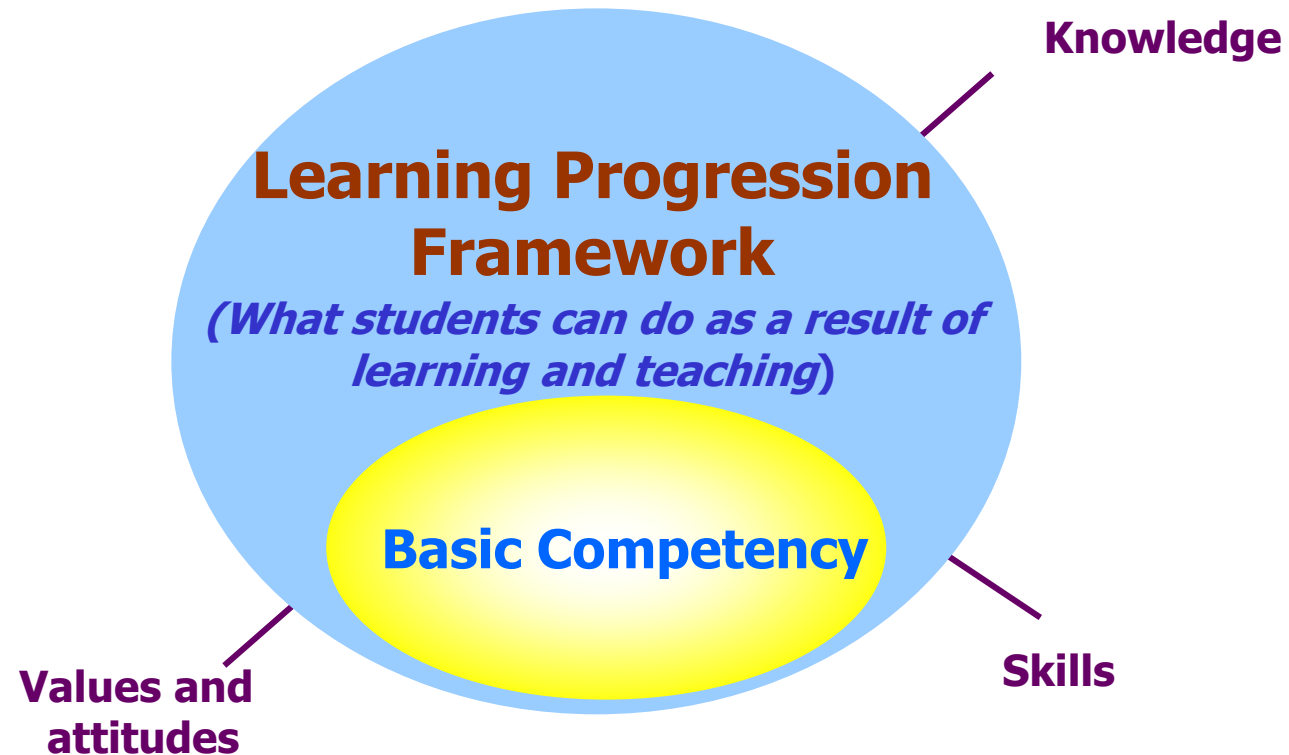 Knowledge
Learning Progression
Framework
(What students can do as a result of
learning and teaching)
Basic Competency
Skills
Values and
attitudes